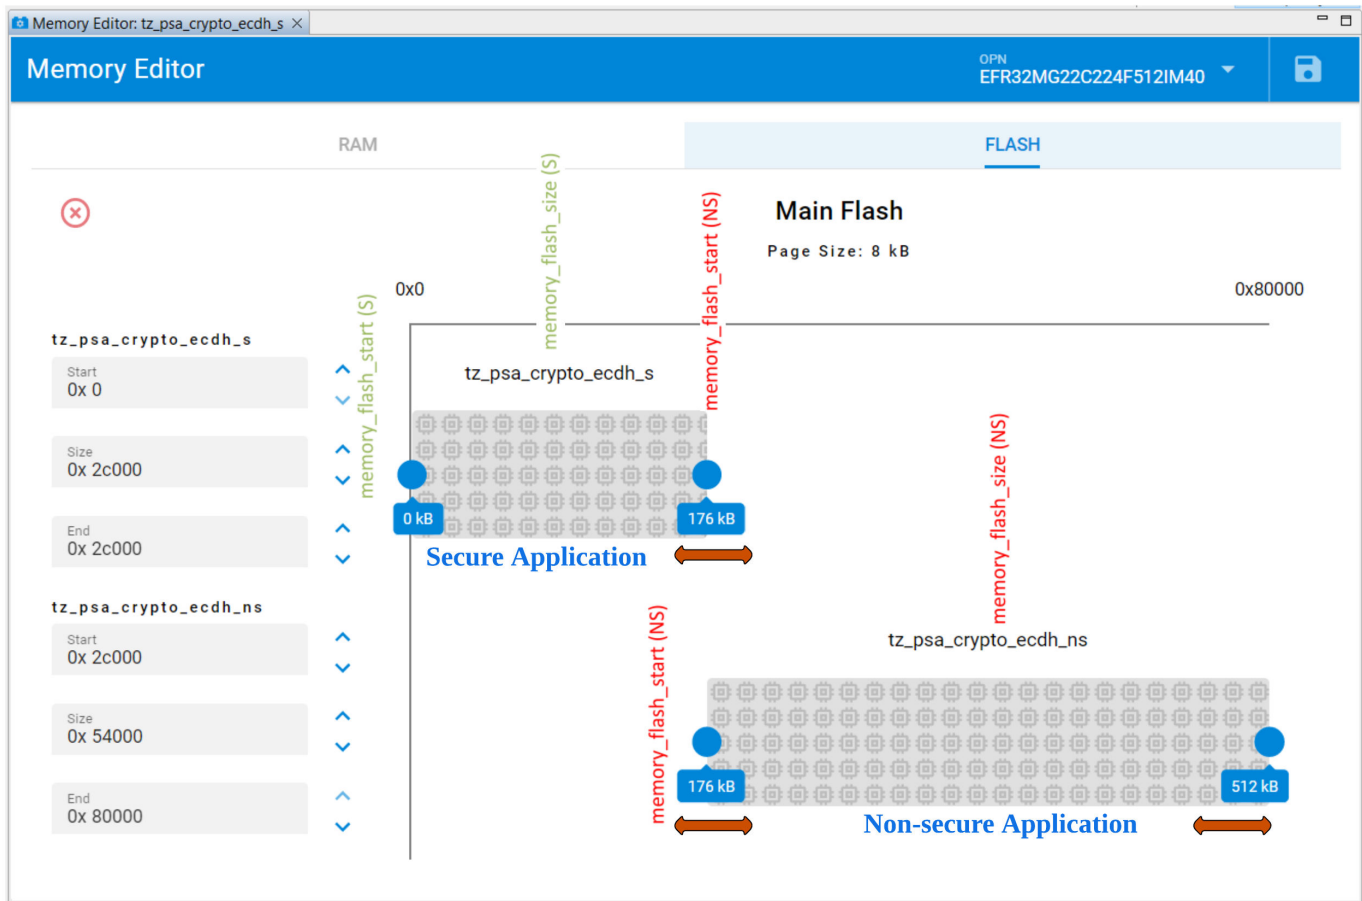 Memory Editor: tz_psa_crypto_ecdh_s
Memory Editor
OPN
EFR32MG22C224F512IM40
RAM
FLASH
Main Flash
Page Size: 8 kB
0x0
0x80000
memory_flash_start (S)
memory_flash_size (S)
memory_flash_start (NS)
tz_psa_crypto_ecdh_s
Start
0x 0
Size
0x 2c000
End
0x 2c000
tz_psa_crypto_ecdh_s
0 kB
176 kB
Secure Application
tz_psa_crypto_ecdh_ns
Start
0x 2c000
Size
0x 54000
End
0x 80000
memory_flash_start (NS)
memory_flash_size (NS)
tz_psa_crypto_ecdh_ns
176 kB
512 kB
Non-secure Application